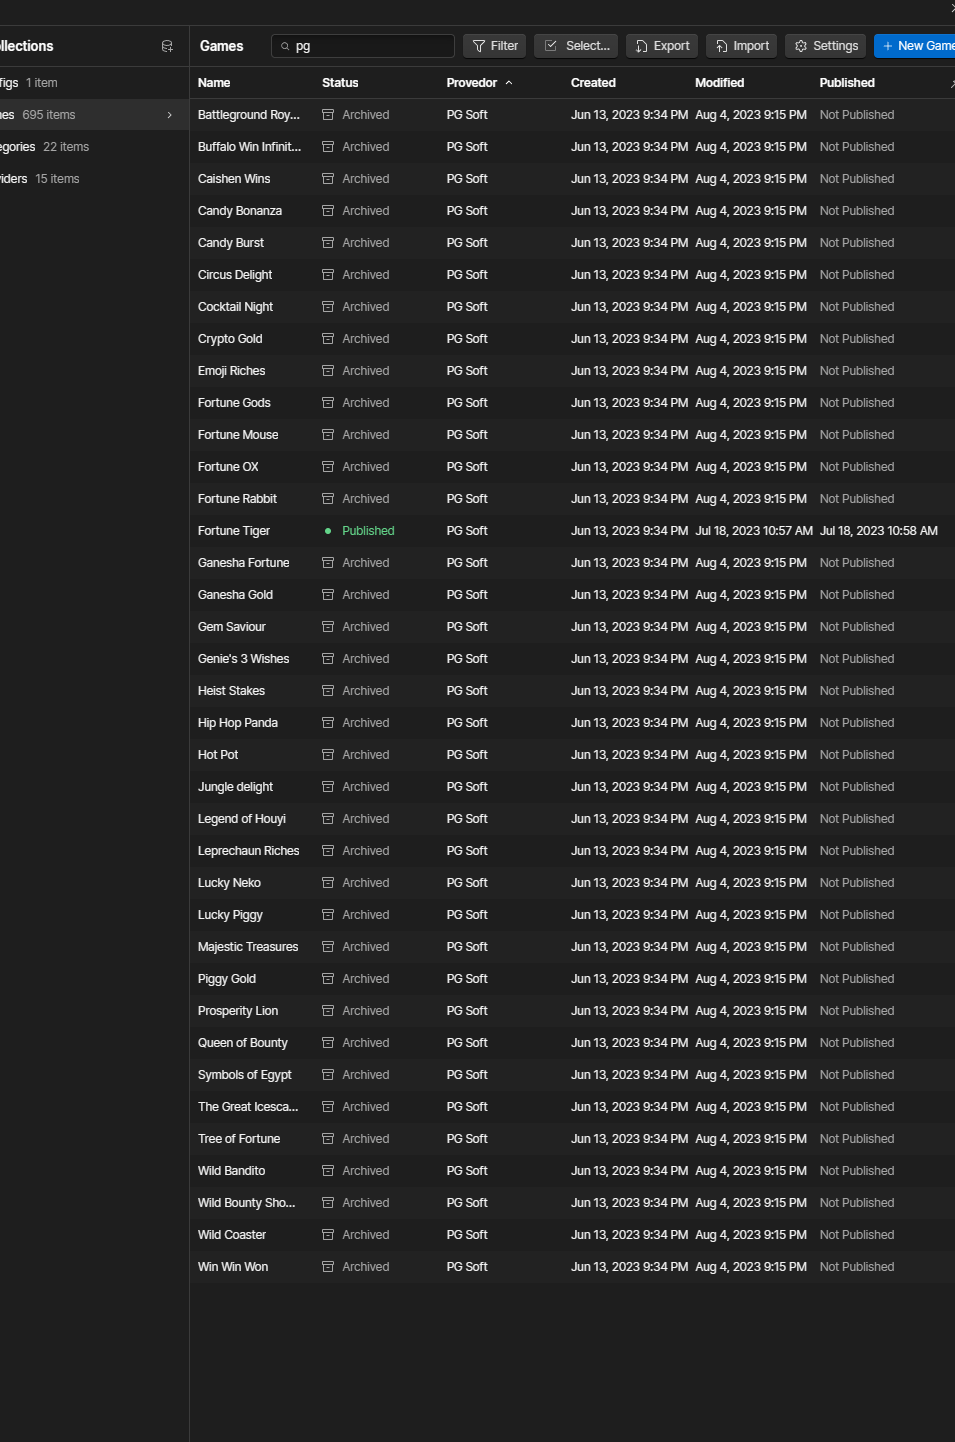 llections
Games
pg
Filter
Select...
Export
Import
Settings
New Game
figs 1 item
nes 695 items
egories 22 items
iders 15 items
Name Status Provedor Created Modified Published
Battleground Roy... Archived PG Soft Jun 13, 2023 9:34 PM Aug 4, 2023 9:15 PM Not Published
Buffalo Win Infinit... Archived PG Soft Jun 13, 2023 9:34 PM Aug 4, 2023 9:15 PM Not Published
Caishen Wins Archived PG Soft Jun 13, 2023 9:34 PM Aug 4, 2023 9:15 PM Not Published
Candy Bonanza Archived PG Soft Jun 13, 2023 9:34 PM Aug 4, 2023 9:15 PM Not Published
Candy Burst Archived PG Soft Jun 13, 2023 9:34 PM Aug 4, 2023 9:15 PM Not Published
Circus Delight Archived PG Soft Jun 13, 2023 9:34 PM Aug 4, 2023 9:15 PM Not Published
Cocktail Night Archived PG Soft Jun 13, 2023 9:34 PM Aug 4, 2023 9:15 PM Not Published
Crypto Gold Archived PG Soft Jun 13, 2023 9:34 PM Aug 4, 2023 9:15 PM Not Published
Emoji Riches Archived PG Soft Jun 13, 2023 9:34 PM Aug 4, 2023 9:15 PM Not Published
Fortune Gods Archived PG Soft Jun 13, 2023 9:34 PM Aug 4, 2023 9:15 PM Not Published
Fortune Mouse Archived PG Soft Jun 13, 2023 9:34 PM Aug 4, 2023 9:15 PM Not Published
Fortune OX Archived PG Soft Jun 13, 2023 9:34 PM Aug 4, 2023 9:15 PM Not Published
Fortune Rabbit Archived PG Soft Jun 13, 2023 9:34 PM Aug 4, 2023 9:15 PM Not Published
Fortune Tiger Published PG Soft Jun 13, 2023 9:34 PM Jul 18, 2023 10:57 AM Jul 18, 2023 10:58 AM
Ganesha Fortune Archived PG Soft Jun 13, 2023 9:34 PM Aug 4, 2023 9:15 PM Not Published
Ganesha Gold Archived PG Soft Jun 13, 2023 9:34 PM Aug 4, 2023 9:15 PM Not Published
Gem Saviour Archived PG Soft Jun 13, 2023 9:34 PM Aug 4, 2023 9:15 PM Not Published
Genie's 3 Wishes Archived PG Soft Jun 13, 2023 9:34 PM Aug 4, 2023 9:15 PM Not Published
Heist Stakes Archived PG Soft Jun 13, 2023 9:34 PM Aug 4, 2023 9:15 PM Not Published
Hip Hop Panda Archived PG Soft Jun 13, 2023 9:34 PM Aug 4, 2023 9:15 PM Not Published
Hot Pot Archived PG Soft Jun 13, 2023 9:34 PM Aug 4, 2023 9:15 PM Not Published
Jungle delight Archived PG Soft Jun 13, 2023 9:34 PM Aug 4, 2023 9:15 PM Not Published
Legend of Houyi Archived PG Soft Jun 13, 2023 9:34 PM Aug 4, 2023 9:15 PM Not Published
Leprechaun Riches Archived PG Soft Jun 13, 2023 9:34 PM Aug 4, 2023 9:15 PM Not Published
Lucky Neko Archived PG Soft Jun 13, 2023 9:34 PM Aug 4, 2023 9:15 PM Not Published
Lucky Piggy Archived PG Soft Jun 13, 2023 9:34 PM Aug 4, 2023 9:15 PM Not Published
Majestic Treasures Archived PG Soft Jun 13, 2023 9:34 PM Aug 4, 2023 9:15 PM Not Published
Piggy Gold Archived PG Soft Jun 13, 2023 9:34 PM Aug 4, 2023 9:15 PM Not Published
Prosperity Lion Archived PG Soft Jun 13, 2023 9:34 PM Aug 4, 2023 9:15 PM Not Published
Queen of Bounty Archived PG Soft Jun 13, 2023 9:34 PM Aug 4, 2023 9:15 PM Not Published
Symbols of Egypt Archived PG Soft Jun 13, 2023 9:34 PM Aug 4, 2023 9:15 PM Not Published
The Great Icesca... Archived PG Soft Jun 13, 2023 9:34 PM Aug 4, 2023 9:15 PM Not Published
Tree of Fortune Archived PG Soft Jun 13, 2023 9:34 PM Aug 4, 2023 9:15 PM Not Published
Wild Bandito Archived PG Soft Jun 13, 2023 9:34 PM Aug 4, 2023 9:15 PM Not Published
Wild Bounty Sho... Archived PG Soft Jun 13, 2023 9:34 PM Aug 4, 2023 9:15 PM Not Published
Wild Coaster Archived PG Soft Jun 13, 2023 9:34 PM Aug 4, 2023 9:15 PM Not Published
Win Win Won Archived PG Soft Jun 13, 2023 9:34 PM Aug 4, 2023 9:15 PM Not Published